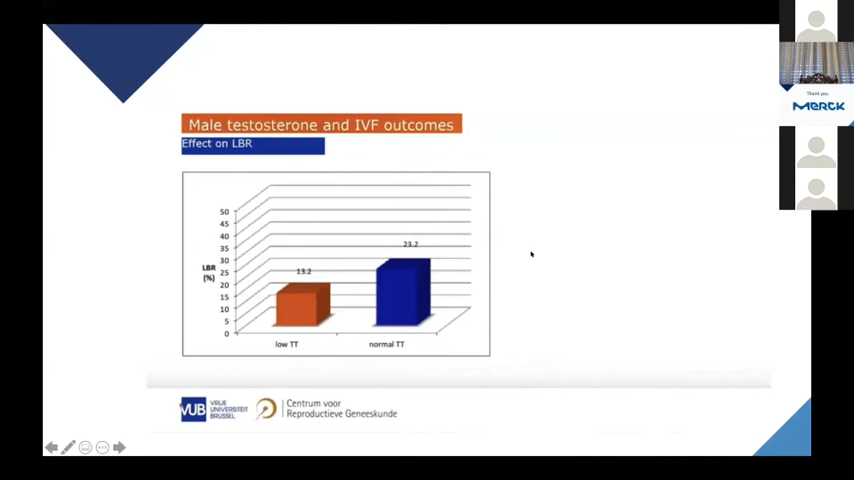 Male testosterone and IVF outcomes
Effect on LBR
50
45
40
35
30
25
20
15
10
5
0
LBR
(%)
13.2
23.2
low TT
normal TT
VUB
VRIJE
UNIVERSITEIT
BRUSSEL
Centrum voor
Reproductieve Geneeskunde
Thank you
MERCK